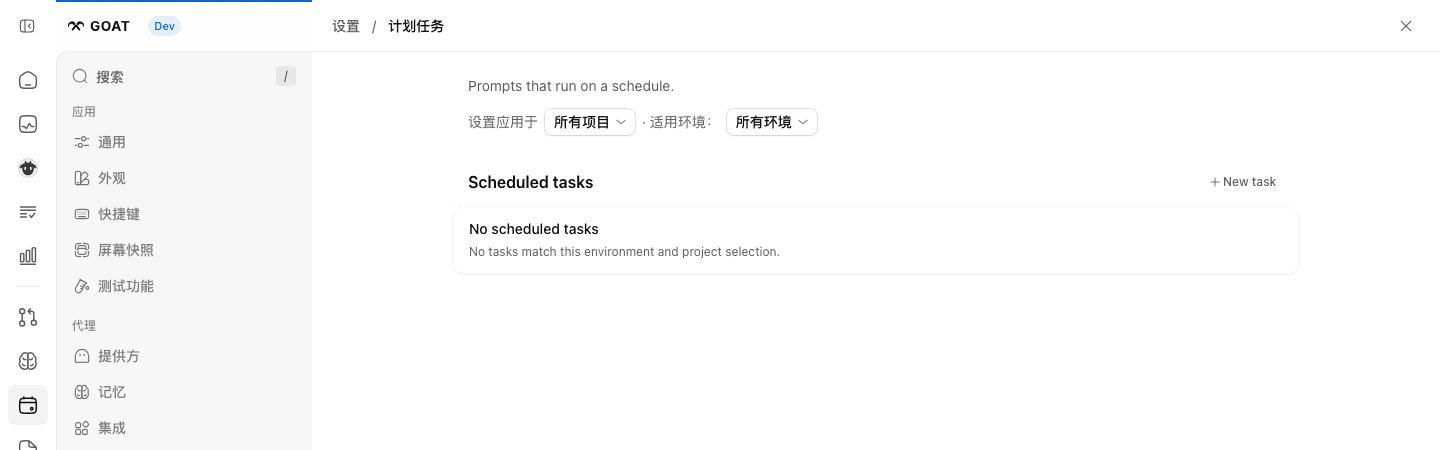 GOAT Dev
设置 / 计划任务
搜索 /
应用
通用
外观
快捷键
屏幕快照
测试功能
代理
提供方
记忆
集成
Prompts that run on a schedule.
设置应用于 所有项目 · 适用环境： 所有环境
Scheduled tasks
+ New task
No scheduled tasks
No tasks match this environment and project selection.